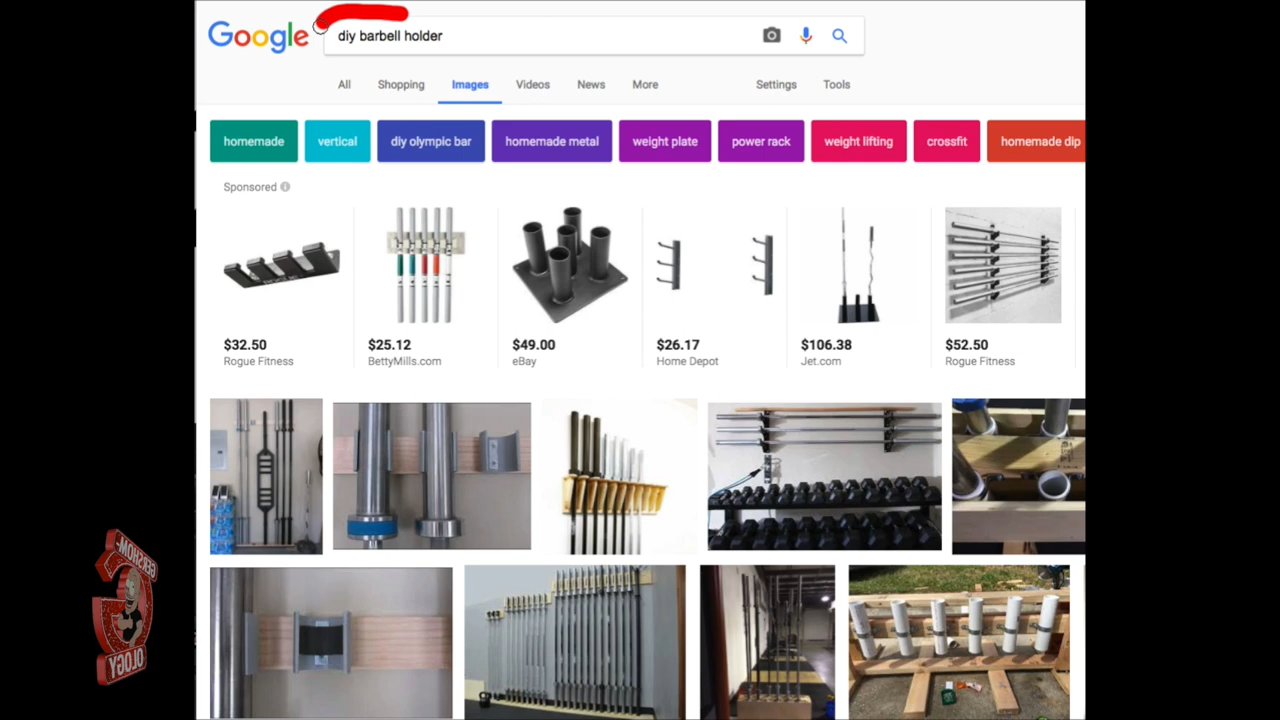 Google
diy barbell holder
All Shopping Images Videos News More Settings Tools
homemade vertical diy olympic bar homemade metal weight plate power rack weight lifting crossfit homemade dip
Sponsored
$32.50 $25.12 $49.00 $26.17 $106.38 $52.50
Rogue Fitness BettyMills.com eBay Home Depot Jet.com Rogue Fitness
GERSHOW-
OLOGY